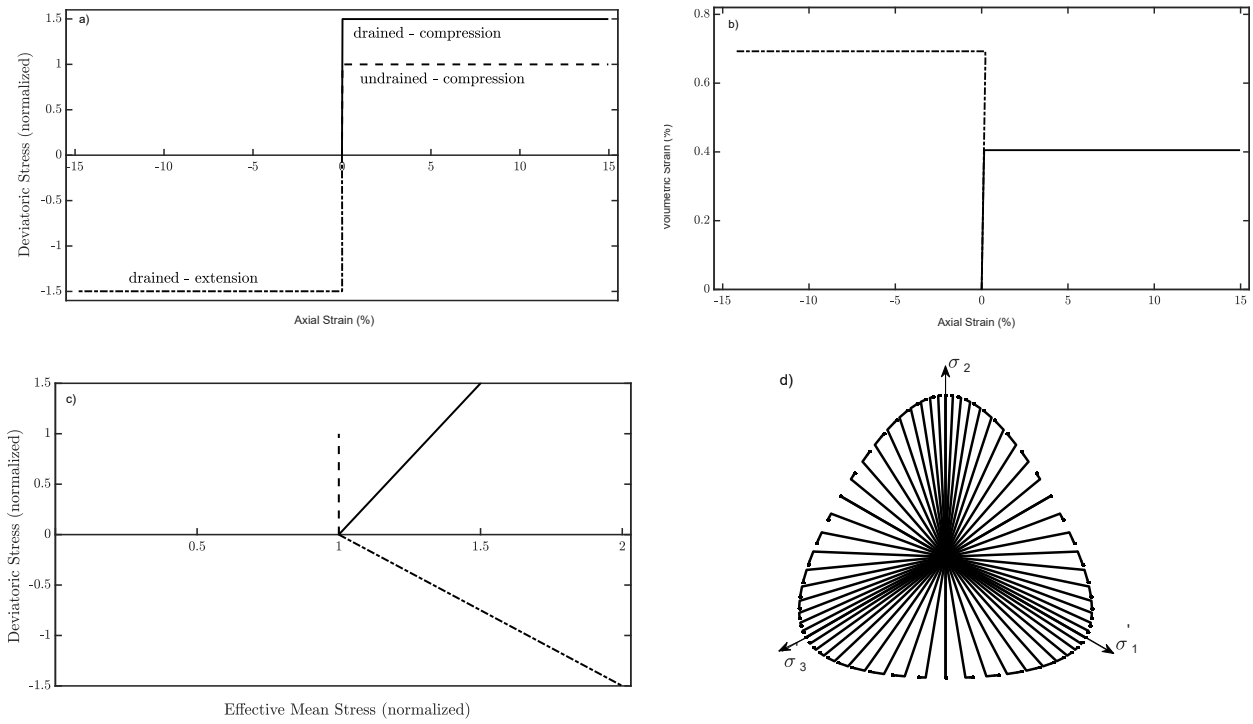 a)
1.5
1
0.5
0
-0.5
-1
-1.5
-15
-10
-5
0
5
10
15
drained - compression
undrained - compression
drained - extension
Deviatoric Stress (normalized)
Axial Strain (%)
b)
0.8
0.6
0.4
0.2
0
-15
-10
-5
0
5
10
15
Volumetric Strain (%)
Axial Strain (%)
c)
1.5
1
0.5
0
-0.5
-1
-1.5
0.5
1
1.5
2
Deviatoric Stress (normalized)
Effective Mean Stress (normalized)
d)
σ 2
σ' 1
σ' 3